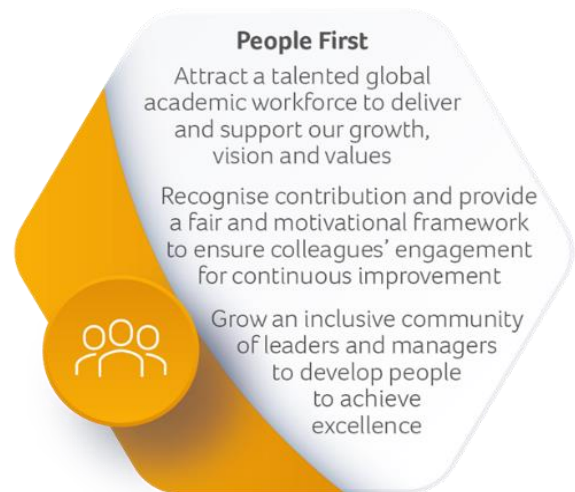 People First
Attract a talented global
academic workforce to deliver
and support our growth,
vision and values
Recognise contribution and provide
a fair and motivational framework
to ensure colleagues’ engagement
for continuous improvement
Grow an inclusive community
of leaders and managers
to develop people
to achieve
excellence